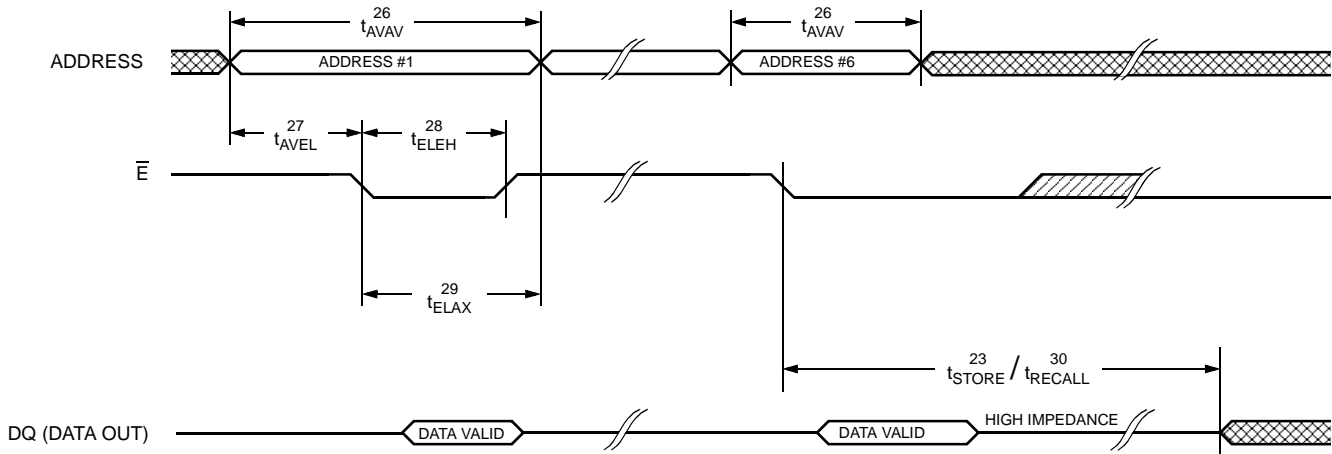 26 26
tAVAV tAVAV
ADDRESS ADDRESS #1 ADDRESS #6
27 28
tAVEL tELEH
E
29
tELAX
23 30
tSTORE / tRECALL
DQ (DATA OUT) DATA VALID DATA VALID HIGH IMPEDANCE